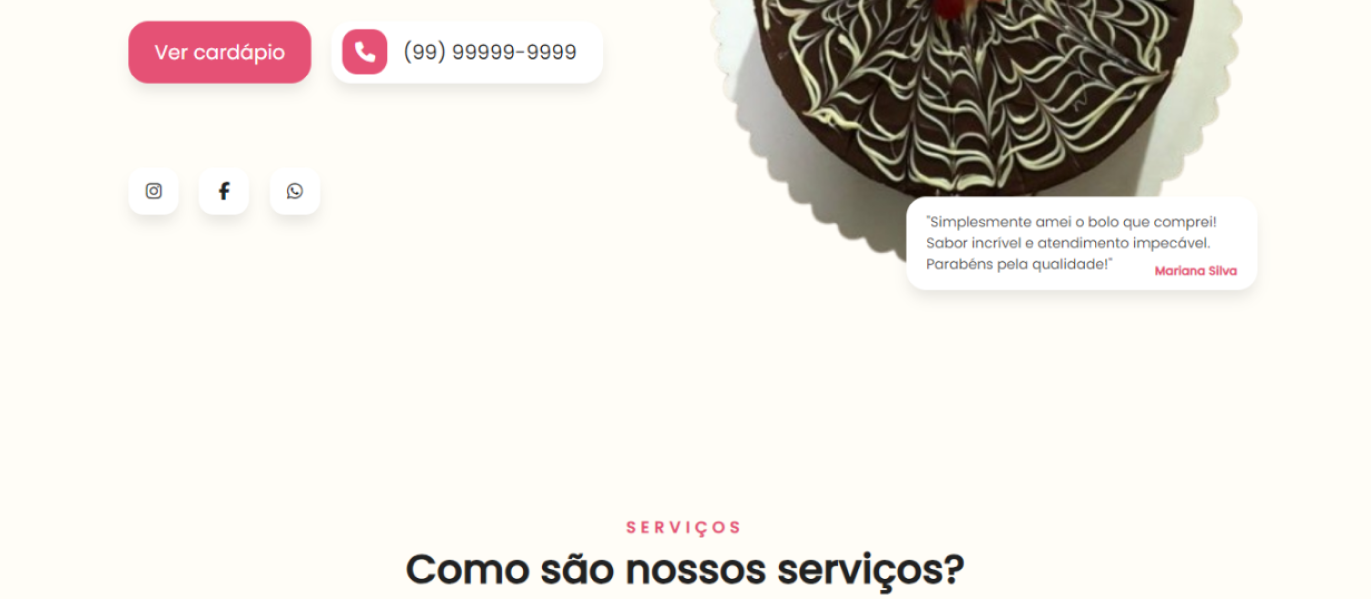 Ver cardápio
(99) 99999-9999
"Simplesmente amei o bolo que comprei!
Sabor incrível e atendimento impecável.
Parabéns pela qualidade!"
Mariana Silva
SERVIÇOS
Como são nossos serviços?